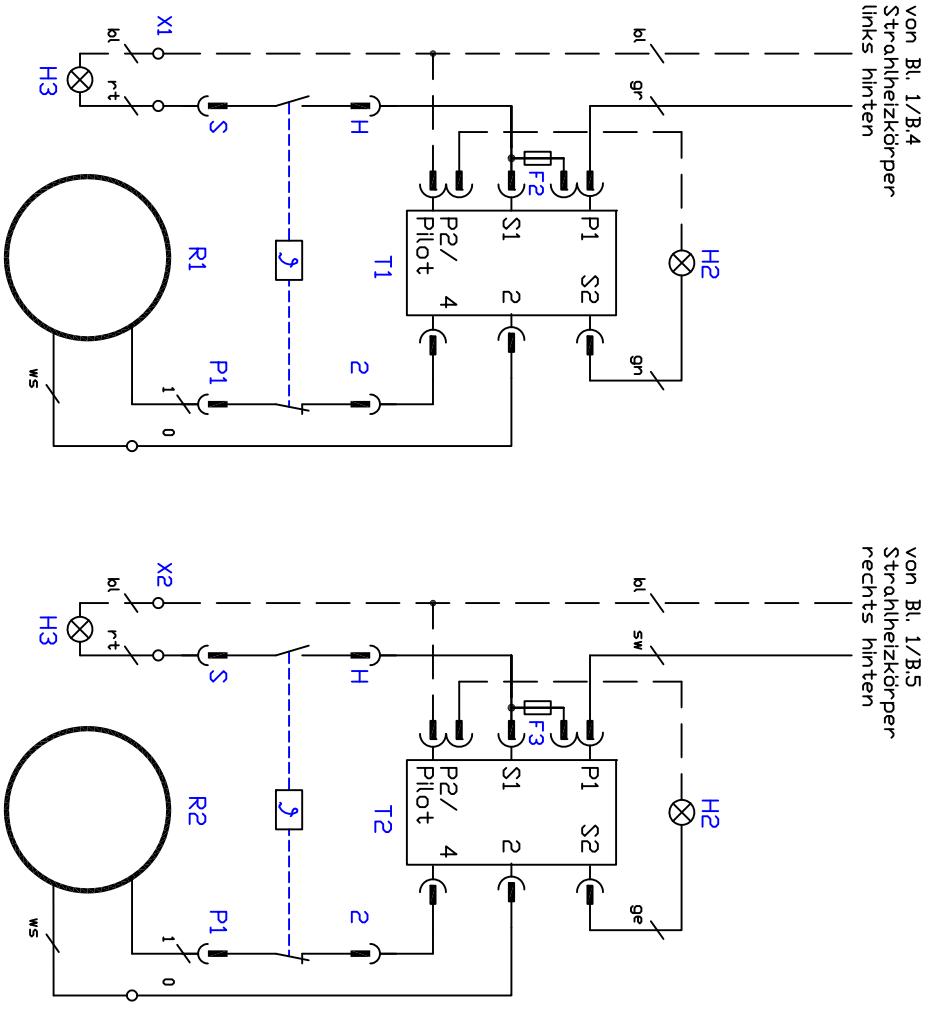 von Bl. 1/B.4
Strahlheizkörper
links hinten
H2
bl
gr
gn
P1
S2
F2
S1
2
P2/
Pilot
4
T1
H
2
ϑ
S
P1
R1
X1
1
0
bl
rt
H3
ws
von Bl. 1/B.5
Strahlheizkörper
rechts hinten
H2
bl
sw
ge
P1
S2
F3
S1
2
P2/
Pilot
4
T2
H
2
ϑ
S
P1
R2
X2
1
0
bl
rt
H3
ws